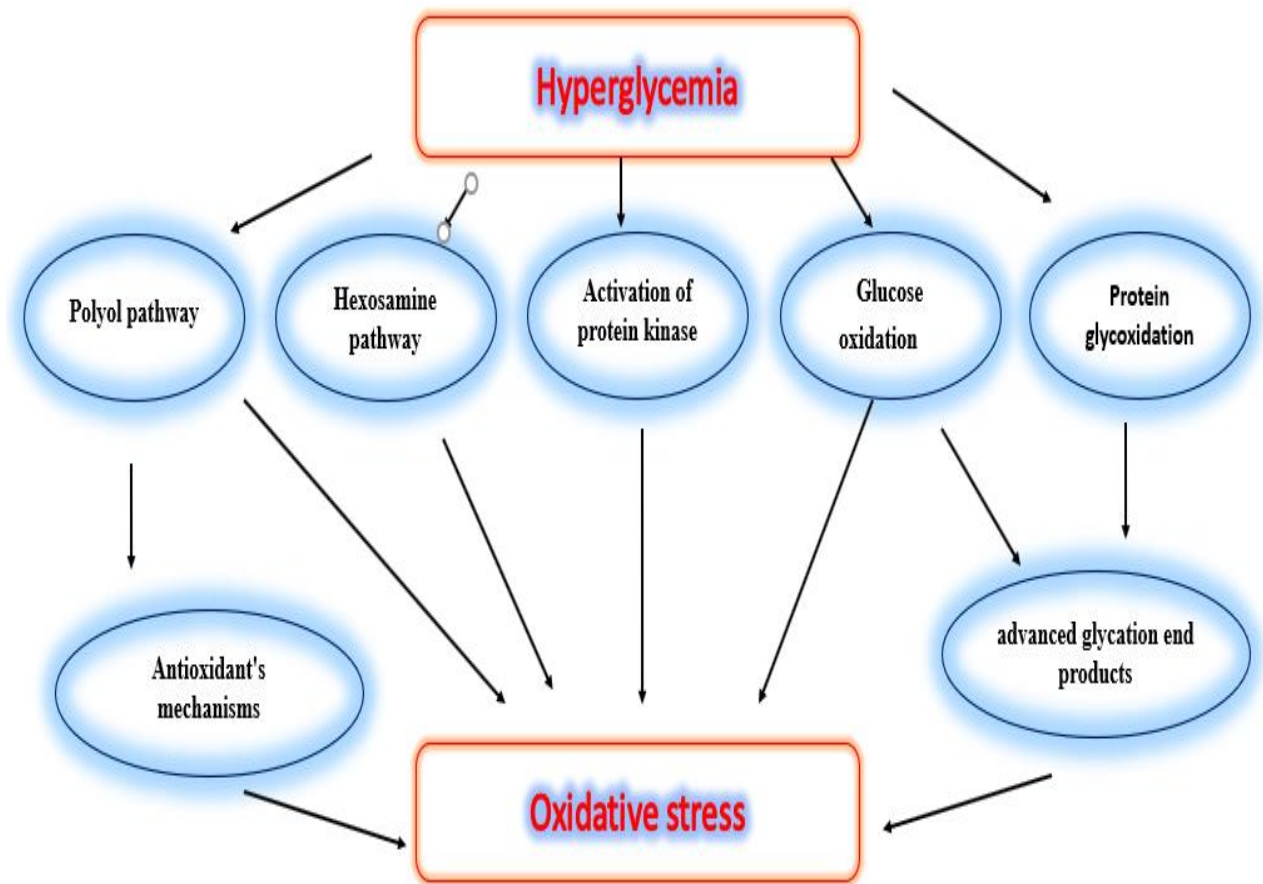 Hyperglycemia
Polyol pathway
Hexosamine
pathway
Activation of
protein kinase
Glucose
oxidation
Protein
glycoxidation
Antioxidant's
mechanisms
advanced glycation end
products
Oxidative stress